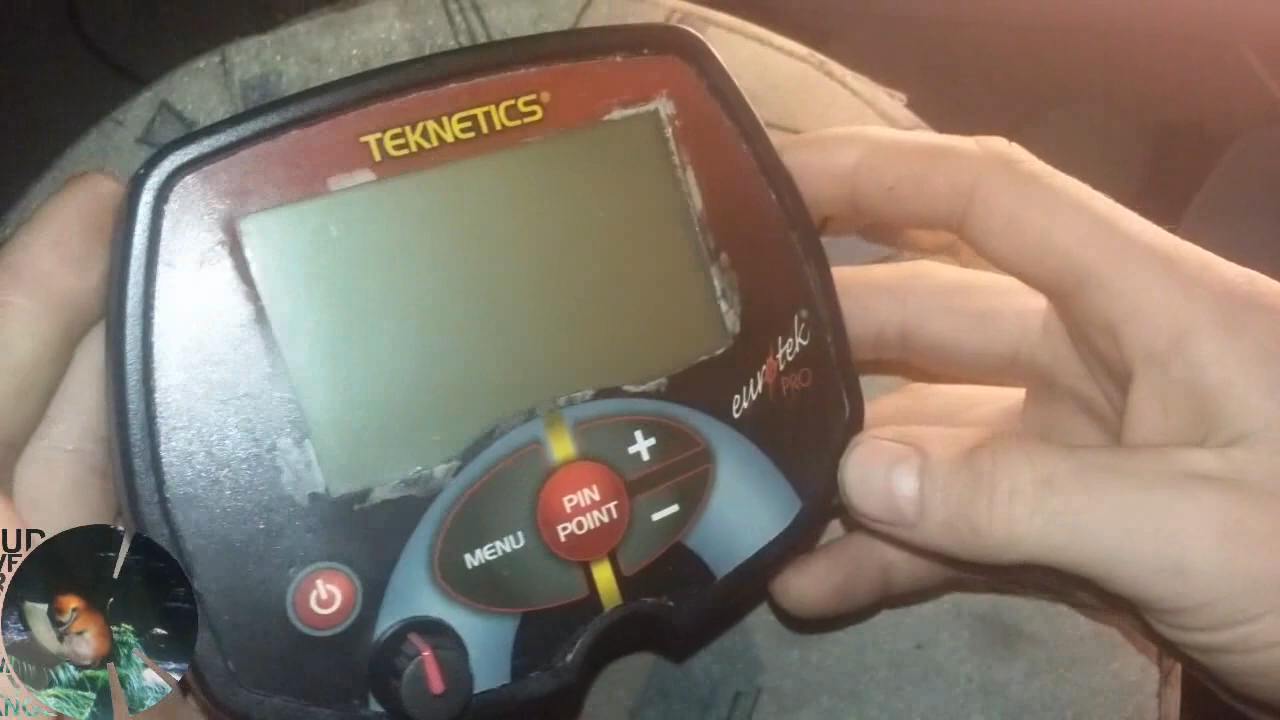 TEKNETICS®
eurotek®
PRO
+
PIN
POINT
−
MENU